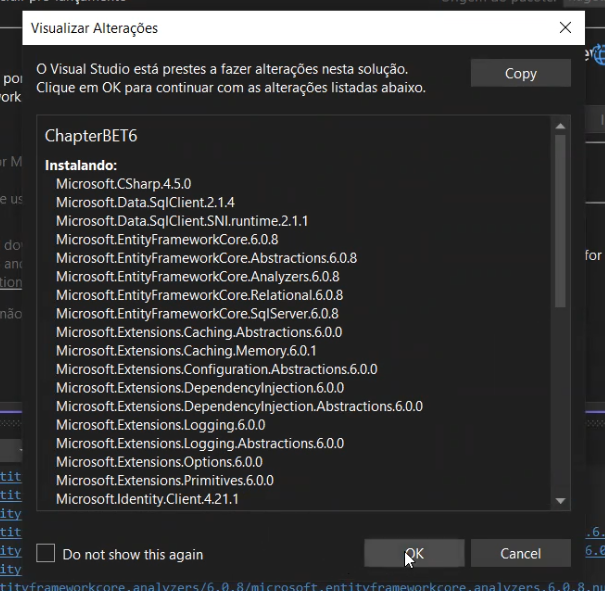 Visualizar Alterações
O Visual Studio está prestes a fazer alterações nesta solução.
Clique em OK para continuar com as alterações listadas abaixo.
Copy
ChapterBET6
Instalando:
Microsoft.CSharp.4.5.0
Microsoft.Data.SqlClient.2.1.4
Microsoft.Data.SqlClient.SNI.runtime.2.1.1
Microsoft.EntityFrameworkCore.6.0.8
Microsoft.EntityFrameworkCore.Abstractions.6.0.8
Microsoft.EntityFrameworkCore.Analyzers.6.0.8
Microsoft.EntityFrameworkCore.Relational.6.0.8
Microsoft.EntityFrameworkCore.SqlServer.6.0.8
Microsoft.Extensions.Caching.Abstractions.6.0.0
Microsoft.Extensions.Caching.Memory.6.0.1
Microsoft.Extensions.Configuration.Abstractions.6.0.0
Microsoft.Extensions.DependencyInjection.6.0.0
Microsoft.Extensions.DependencyInjection.Abstractions.6.0.0
Microsoft.Extensions.Logging.6.0.0
Microsoft.Extensions.Logging.Abstractions.6.0.0
Microsoft.Extensions.Options.6.0.0
Microsoft.Extensions.Primitives.6.0.0
Microsoft.Identity.Client.4.21.1
Do not show this again
OK
Cancel
tityframeworkcore.analyzers/6.0.8/microsoft.entityframeworkcore.analyzers.6.0.8.nu